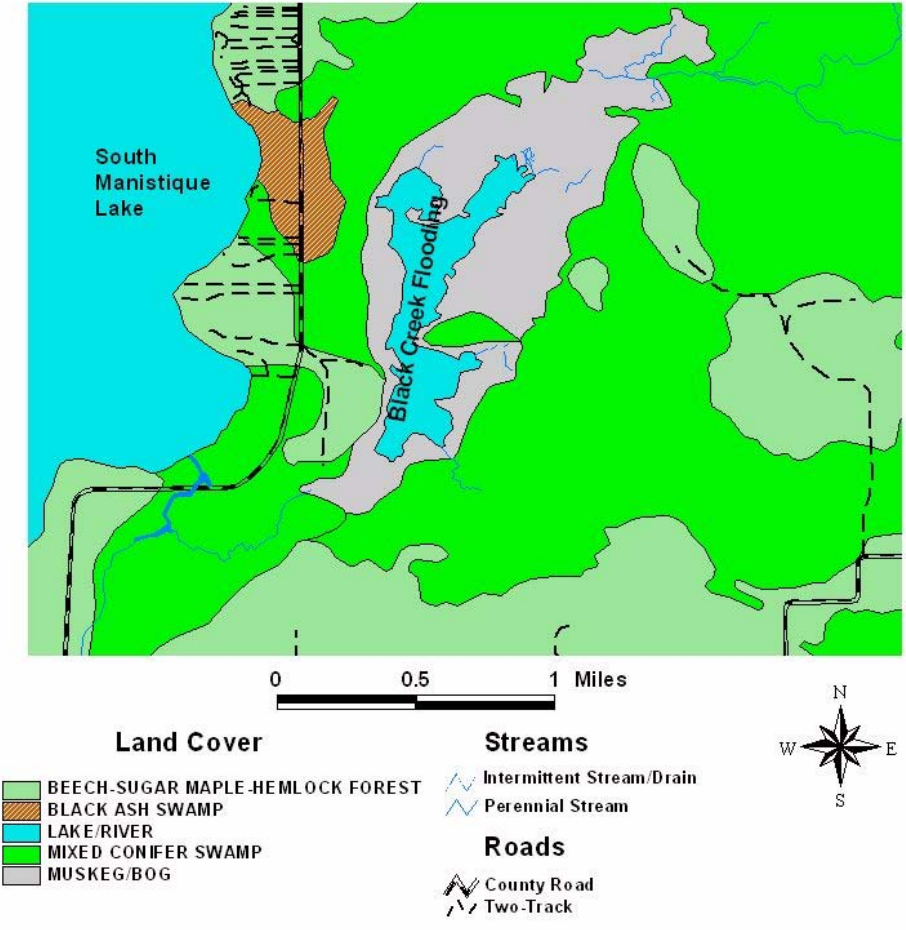 South
Manistique
Lake
Black Creek Flooding
0 0.5 1 Miles
Land Cover
BEECH-SUGAR MAPLE-HEMLOCK FOREST
BLACK ASH SWAMP
LAKE/RIVER
MIXED CONIFER SWAMP
MUSKEG/BOG
Streams
Intermittent Stream/Drain
Perennial Stream
Roads
County Road
Two-Track
N
W E
S